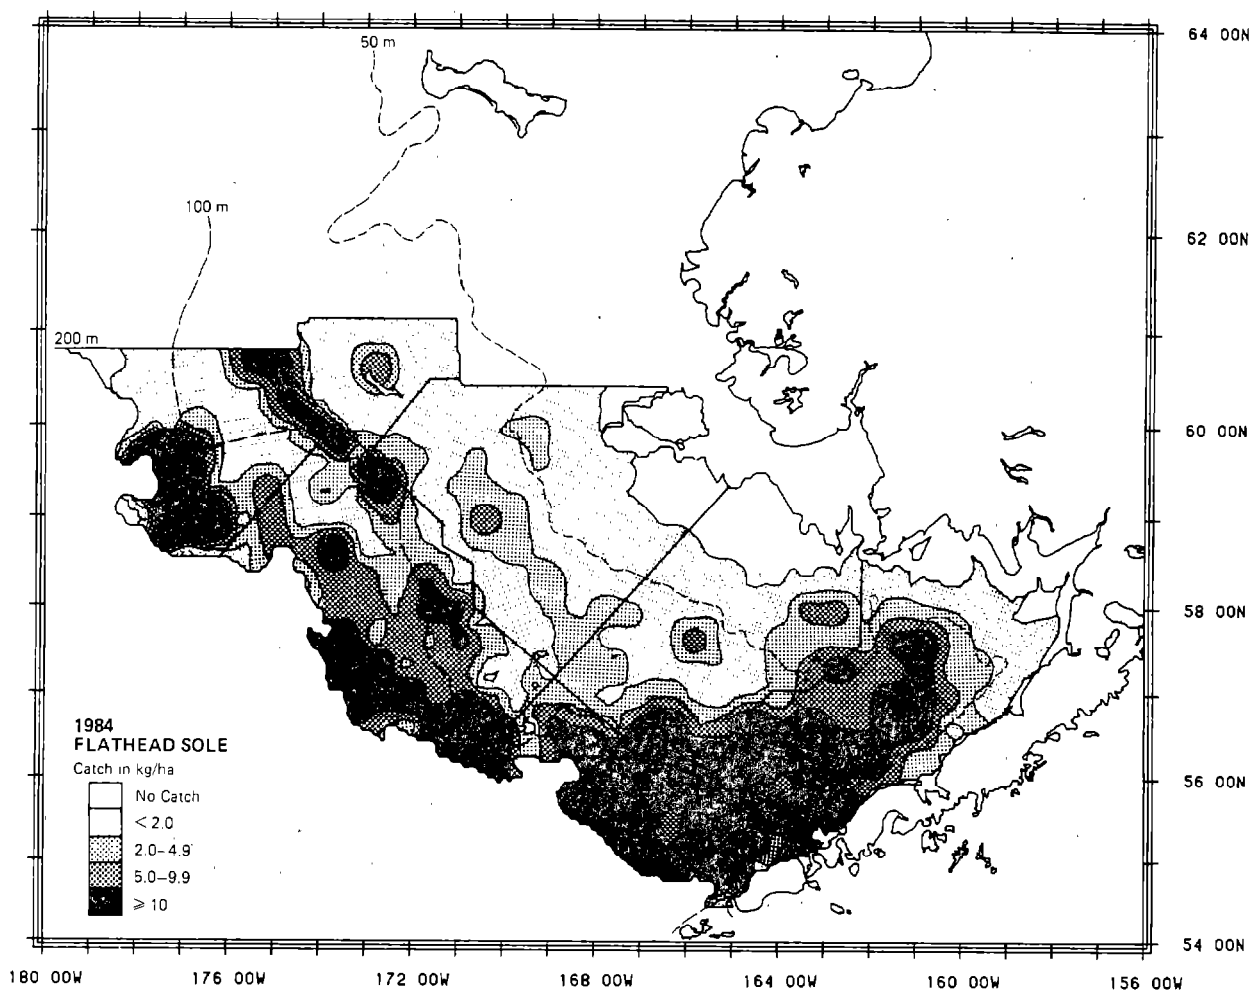 50 m
64 00N
100 m
62 00N
200 m
60 00N
58 00N
1984
FLATHEAD SOLE
Catch in kg/ha
No Catch
< 2.0
2.0–4.9
5.0–9.9
⩾ 10
56 00N
54 00N
180 00W 176 00W 172 00W 168 00W 164 00W 160 00W 156 00W